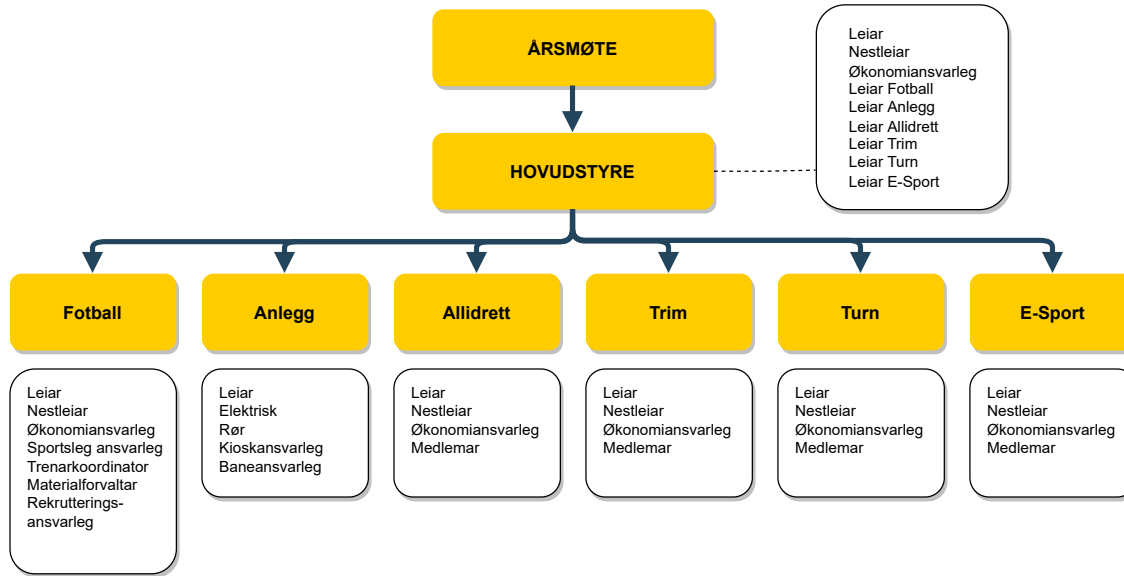 ÅRSMØTE
Leiar
Nestleiar
Økonomiansvarleg
Leiar Fotball
Leiar Anlegg
Leiar Allidrett
Leiar Trim
Leiar Turn
Leiar E-Sport
HOVUDSTYRE
Fotball
Anlegg
Allidrett
Trim
Turn
E-Sport
Leiar
Nestleiar
Økonomiansvarleg
Sportsleg ansvarleg
Trenarkoordinator
Materialforvaltar
Rekrutterings-
ansvarleg
Leiar
Elektrisk
Rør
Kioskansvarleg
Baneansvarleg
Leiar
Nestleiar
Økonomiansvarleg
Medlemar
Leiar
Nestleiar
Økonomiansvarleg
Medlemar
Leiar
Nestleiar
Økonomiansvarleg
Medlemar
Leiar
Nestleiar
Økonomiansvarleg
Medlemar